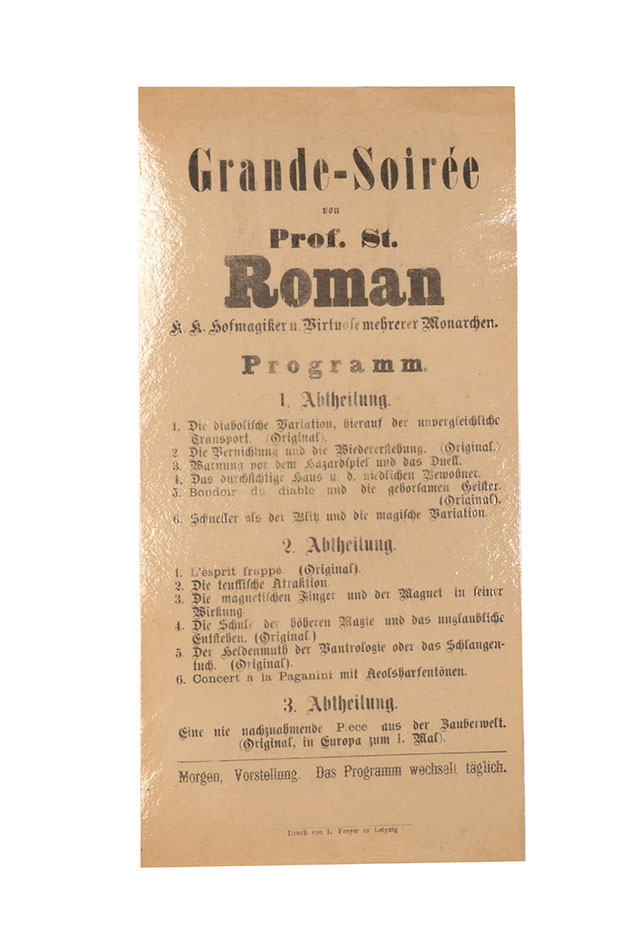 Grande-Soirée
von
Prof. St.
Roman
K. K. Hofmagiker u. Virtuose mehrerer Monarchen.
Programm.
1. Abtheilung.
1. Die diabolische Variation, hierauf der unvergleichliche
Transport. (Original).
2. Die Vernichtung und die Wiedererstehung. (Original.)
3. Warnung vor dem Hazardspiel und das Duell.
4. Das durchsichtige Haus u. d. niedlichen Bewohner.
5. Boudoir du diable und die gehorsamen Geister.
(Original).
6. Schneller als der Blitz und die magische Variation.
2. Abtheilung.
1. L'ésprit frappé. (Original).
2. Die teuflische Atraktion.
3. Die magnetischen Finger und der Magnet in seiner
Wirkung.
4. Die Schule der höheren Magie und das unglaubliche
Entstehen. (Original.)
5. Der Heldenmuth der Vantrologie oder das Schlangen-
tuch. (Original).
6. Concert a la Paganini mit Aeolsharfentönen.
3. Abtheilung.
Eine nie nachzuahmende Piece aus der Zauberwelt.
(Original, in Europa zum 1. Mal).
Morgen, Vorstellung. Das Programm wechselt täglich.
Druck von L. Freyer in Leipzig